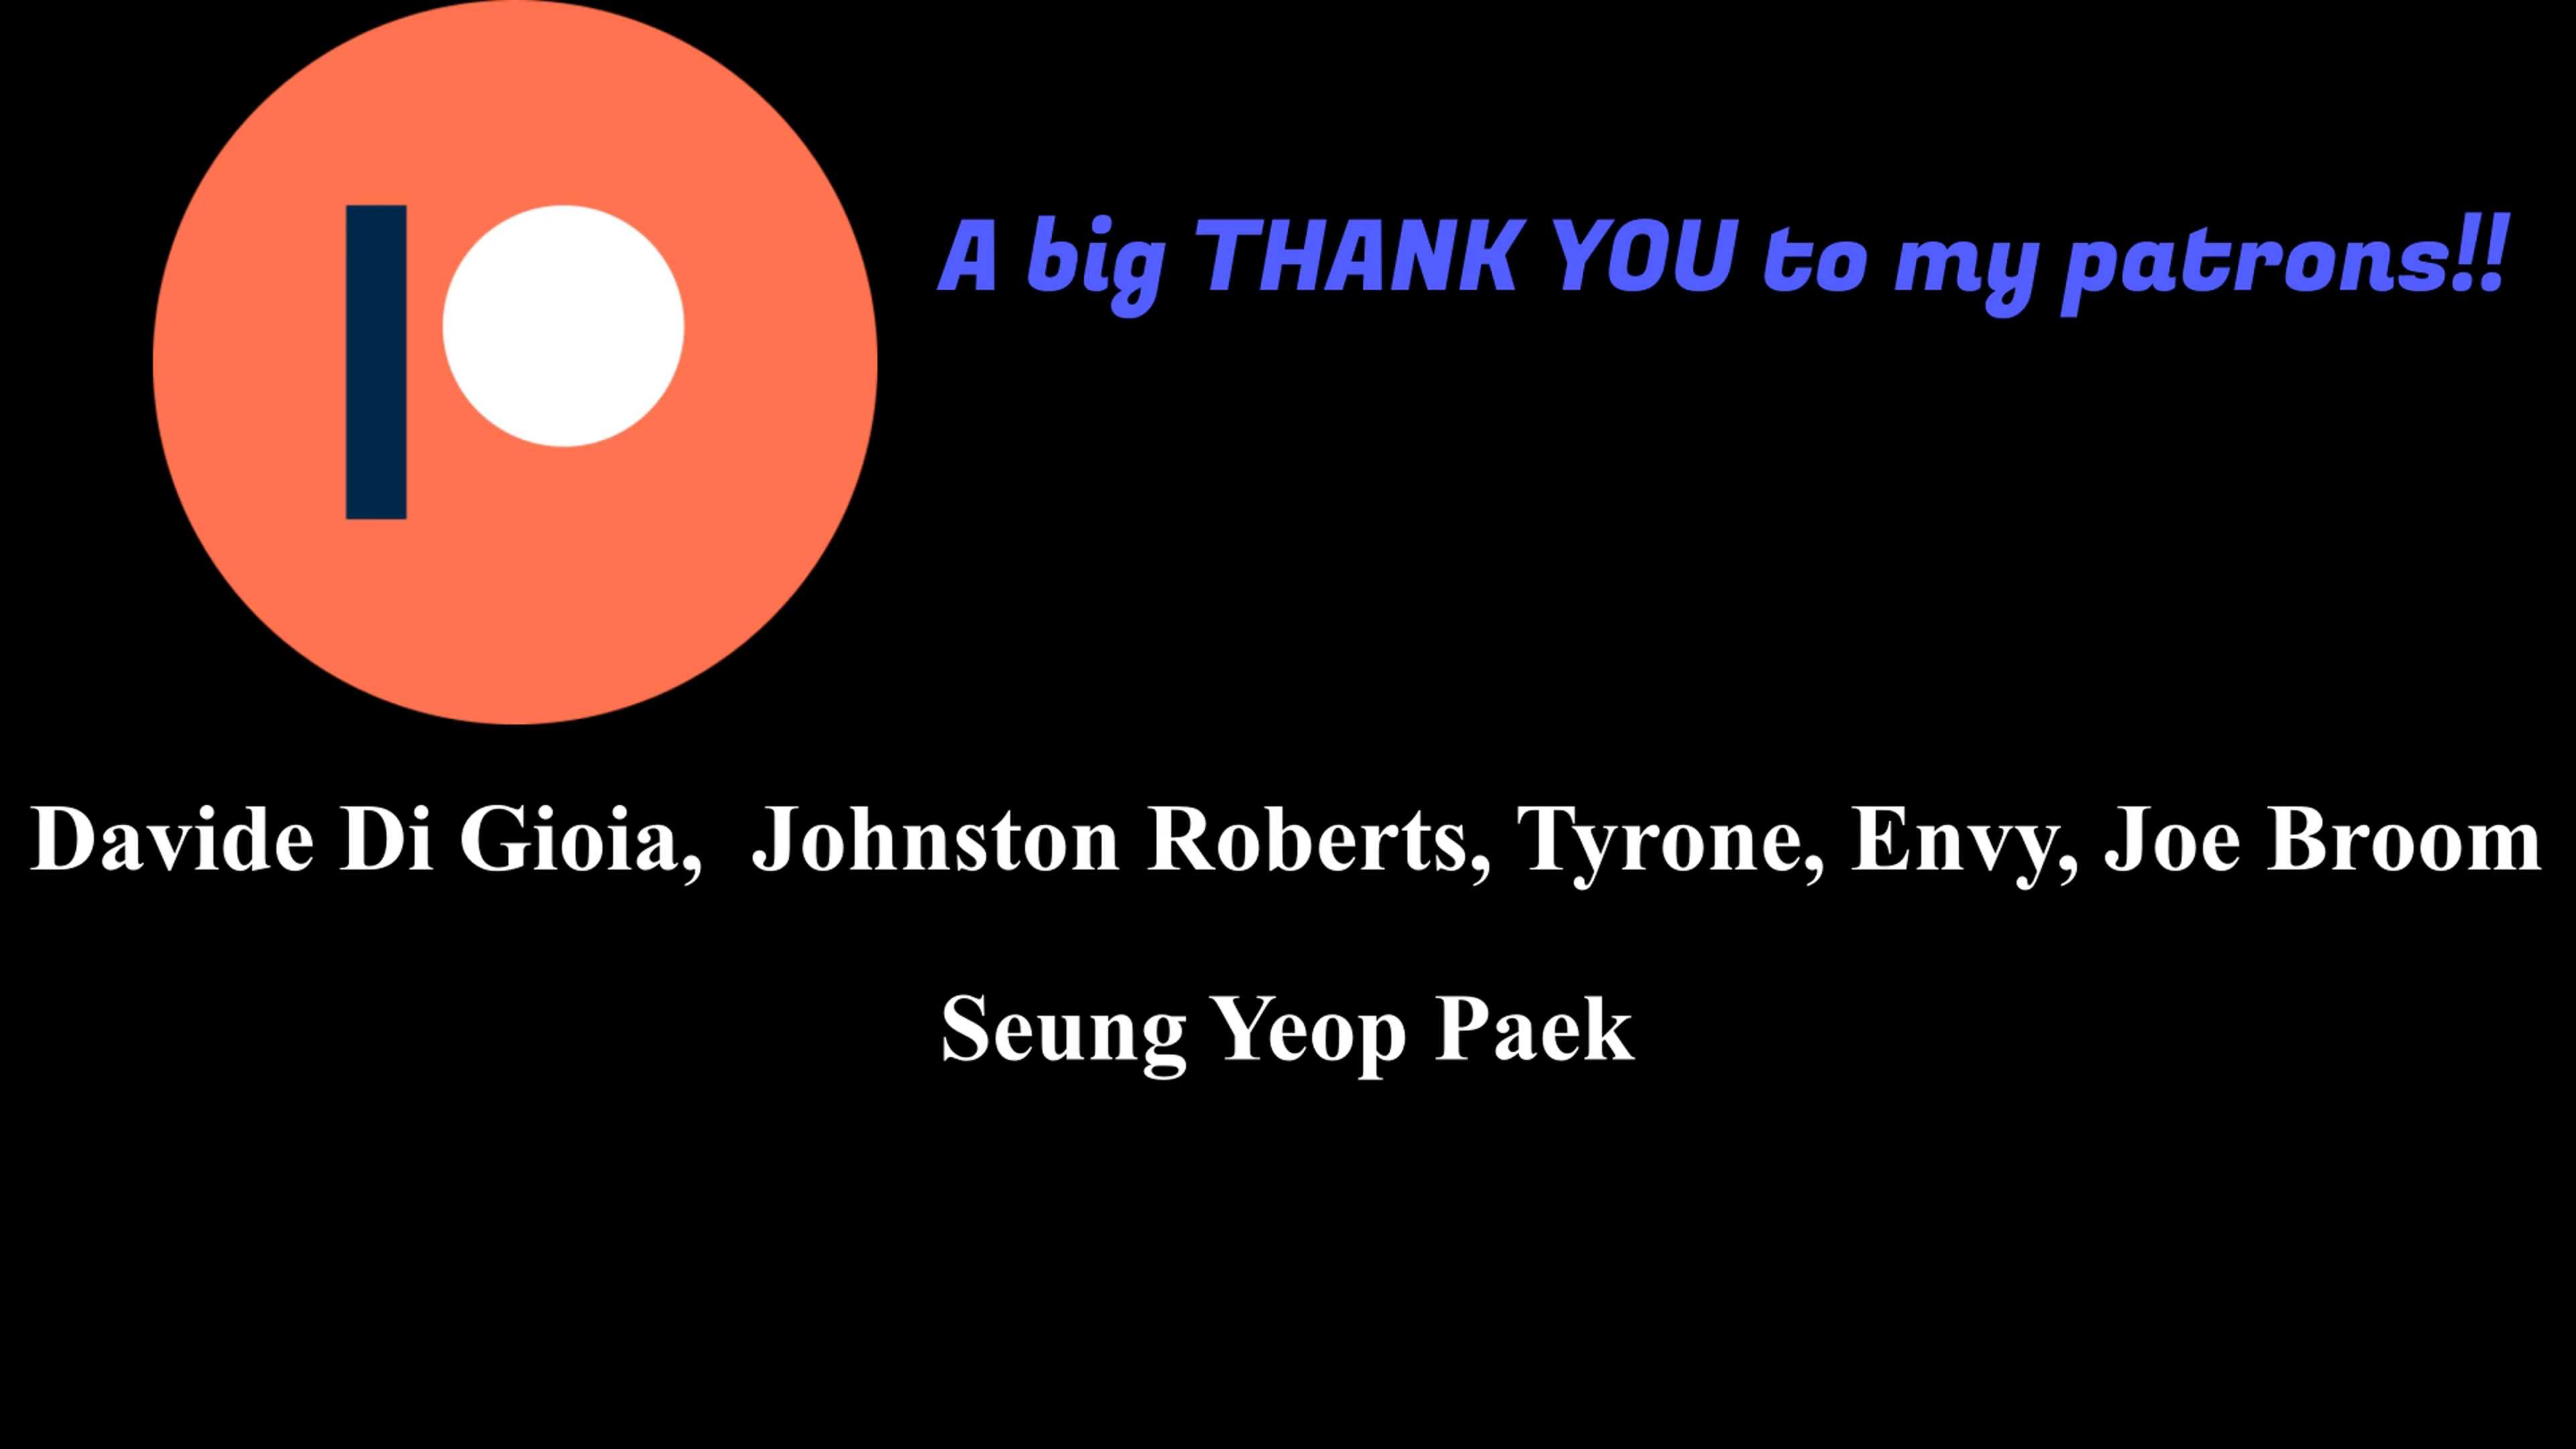 A big THANK YOU to my patrons!!
Davide Di Gioia, Johnston Roberts, Tyrone, Envy, Joe Broom
Seung Yeop Paek